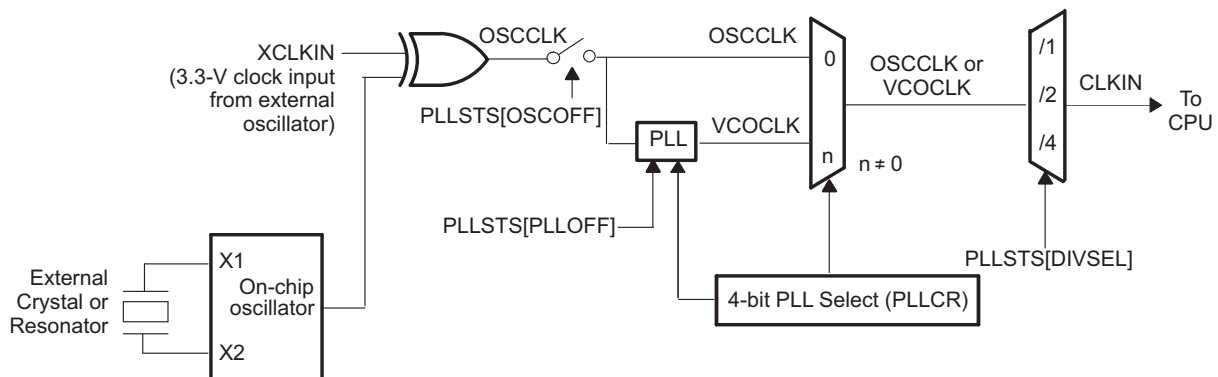 OSCCLK
XCLKIN
(3.3-V clock input
from external
oscillator)
PLLSTS[OSCOFF]
OSCCLK
0
OSCCLK or
VCOCLK
/1
/2
/4
CLKIN
To
CPU
PLL
VCOCLK
n
n ≠ 0
PLLSTS[PLLOFF]
PLLSTS[DIVSEL]
4-bit PLL Select (PLLCR)
External
Crystal or
Resonator
X1
On-chip
oscillator
X2